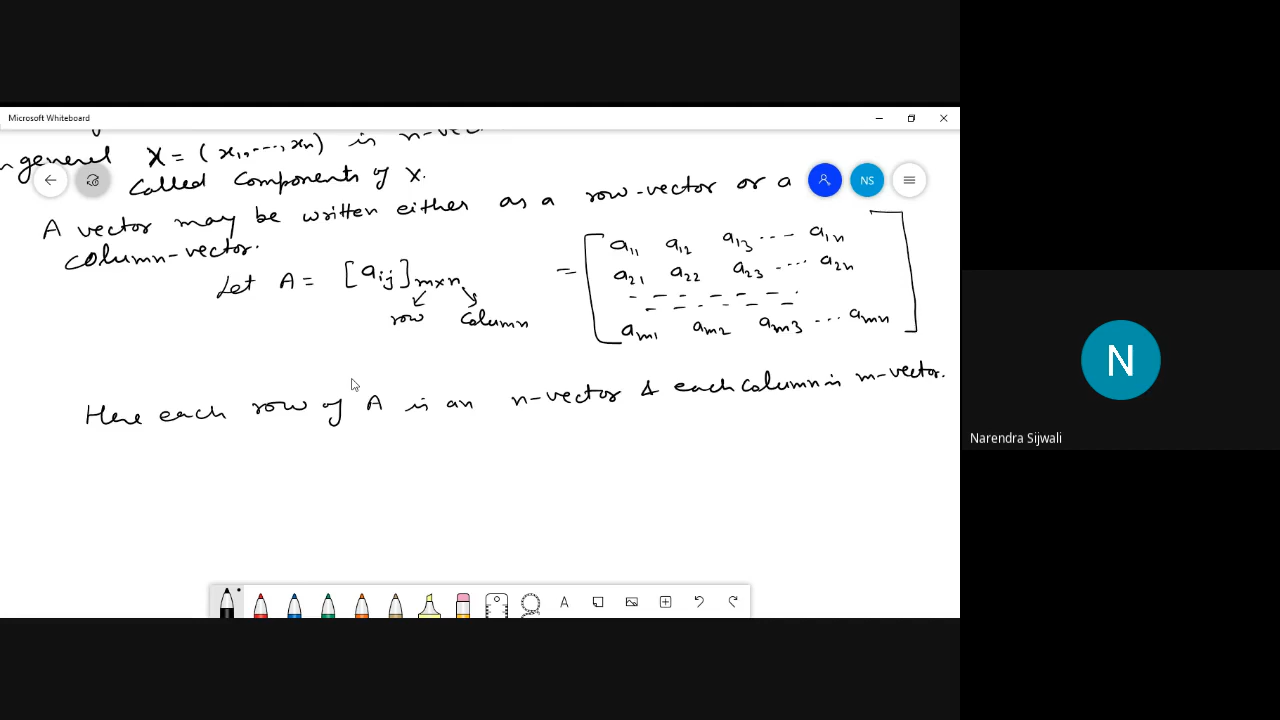 Microsoft Whiteboard
n general X = (x1, ..., xn) is n-vec
called components of X.
A vector may be written either as a row-vector or a
column-vector.
Let A = [aij]m×n = [a11 a12 a13 ---- a1n
a21 a22 a23 ---- a2n
am1 am2 am3 ... amn]
row column
Here each row of A is an n-vector & each column is m-vector.
NS
N
Narendra Sijwali
A